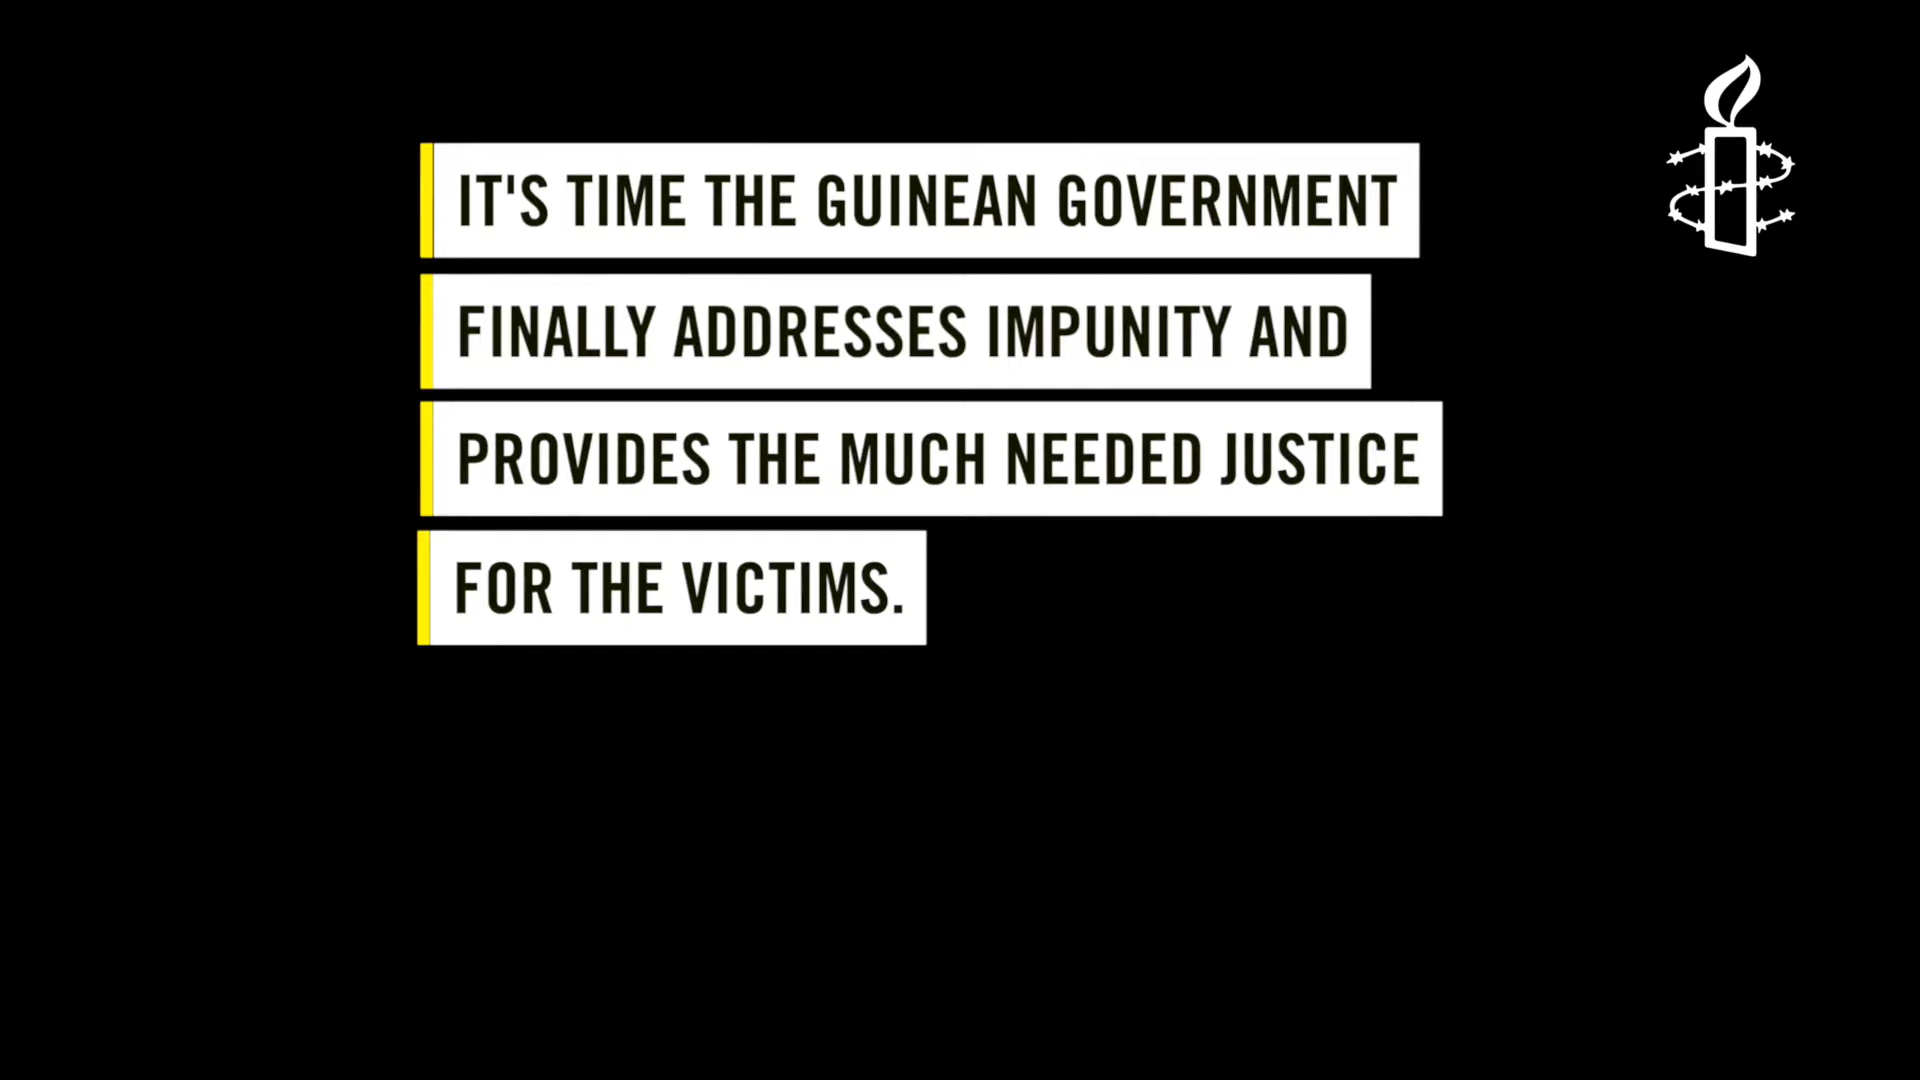 IT'S TIME THE GUINEAN GOVERNMENT
FINALLY ADDRESSES IMPUNITY AND
PROVIDES THE MUCH NEEDED JUSTICE
FOR THE VICTIMS.